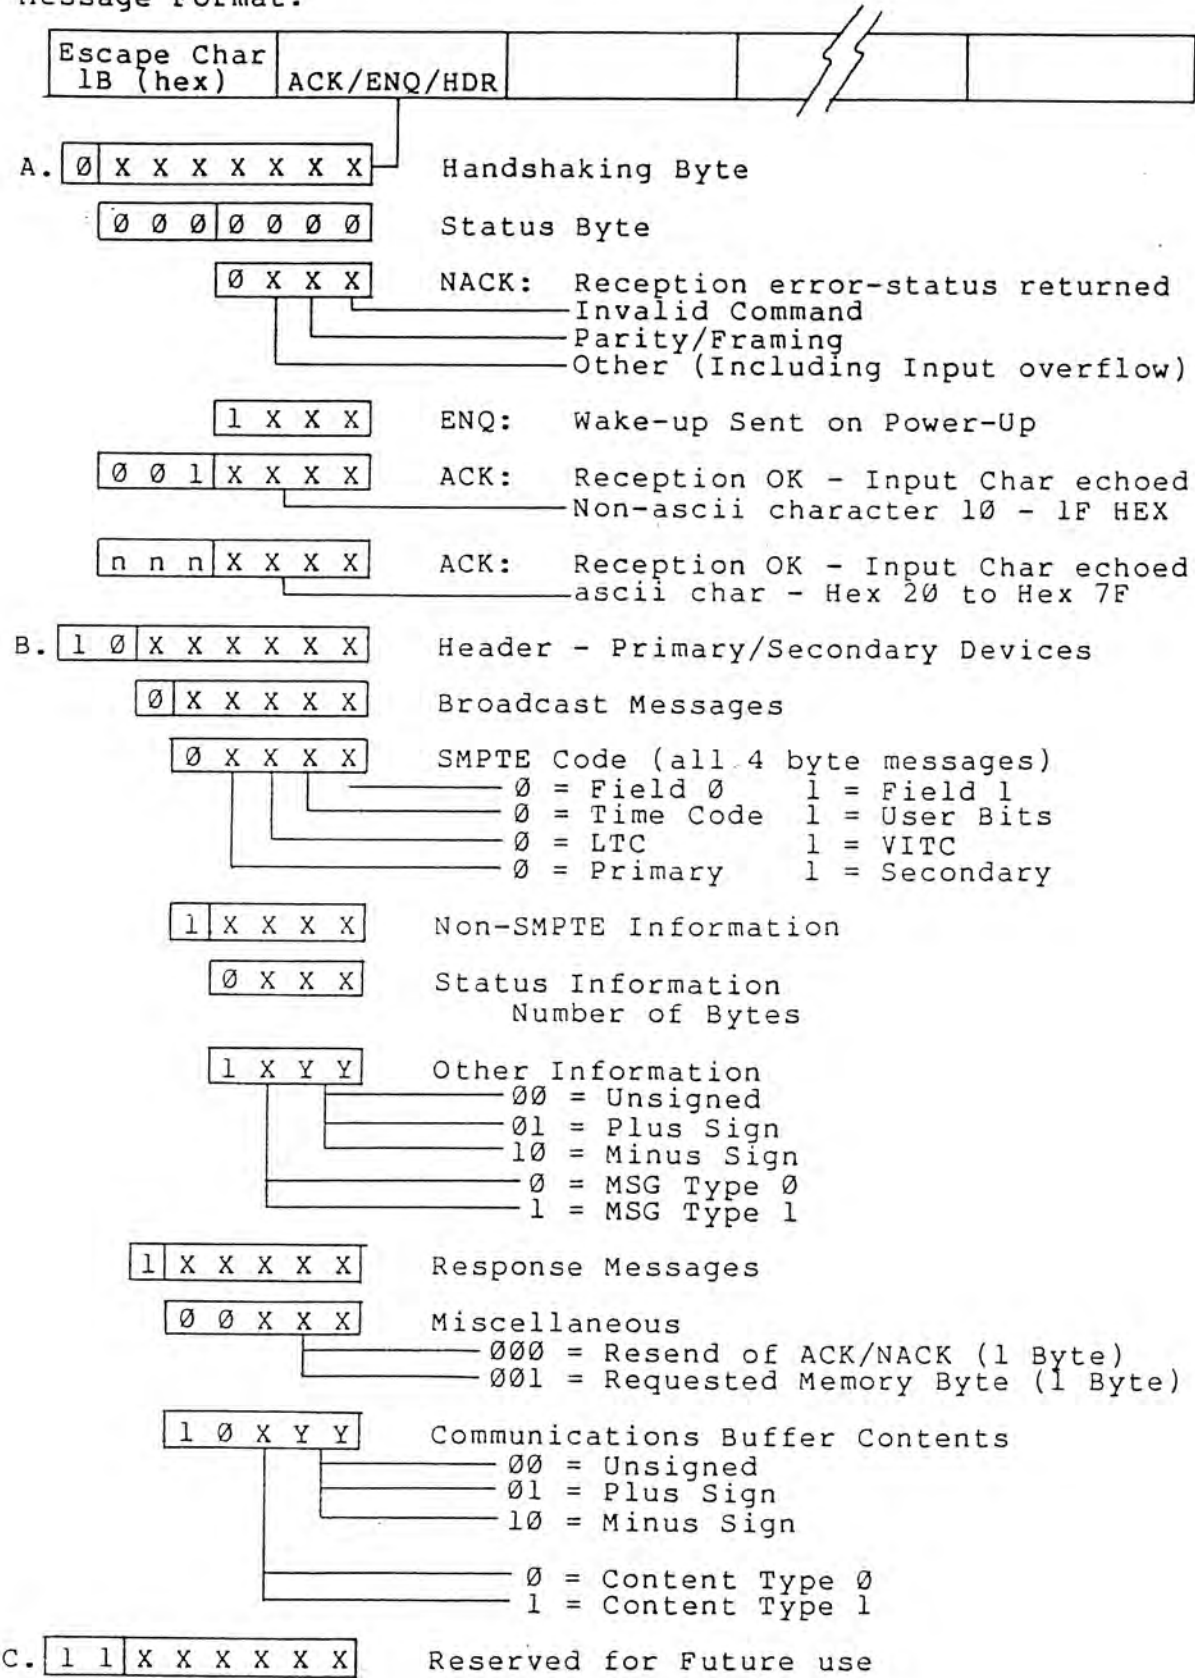 Message Format:
Escape Char
1B (hex)
ACK/ENQ/HDR
A. Ø X X X X X X X Handshaking Byte
Ø Ø Ø Ø Ø Ø Ø Status Byte
Ø X X X NACK: Reception error-status returned
Invalid Command
Parity/Framing
Other (Including Input overflow)
1 X X X ENQ: Wake-up Sent on Power-Up
Ø Ø 1 X X X X ACK: Reception OK - Input Char echoed
Non-ascii character 1Ø - 1F HEX
n n n X X X X ACK: Reception OK - Input Char echoed
ascii char - Hex 2Ø to Hex 7F
B. 1 Ø X X X X X X Header - Primary/Secondary Devices
Ø X X X X X Broadcast Messages
Ø X X X X SMPTE Code (all 4 byte messages)
Ø = Field Ø 1 = Field 1
Ø = Time Code 1 = User Bits
Ø = LTC 1 = VITC
Ø = Primary 1 = Secondary
1 X X X X Non-SMPTE Information
Ø X X X Status Information
Number of Bytes
1 X Y Y Other Information
ØØ = Unsigned
Ø1 = Plus Sign
1Ø = Minus Sign
Ø = MSG Type Ø
1 = MSG Type 1
1 X X X X X Response Messages
Ø Ø X X X Miscellaneous
ØØØ = Resend of ACK/NACK (1 Byte)
ØØ1 = Requested Memory Byte (1 Byte)
1 Ø X Y Y Communications Buffer Contents
ØØ = Unsigned
Ø1 = Plus Sign
1Ø = Minus Sign
Ø = Content Type Ø
1 = Content Type 1
C. 1 1 X X X X X X Reserved for Future use